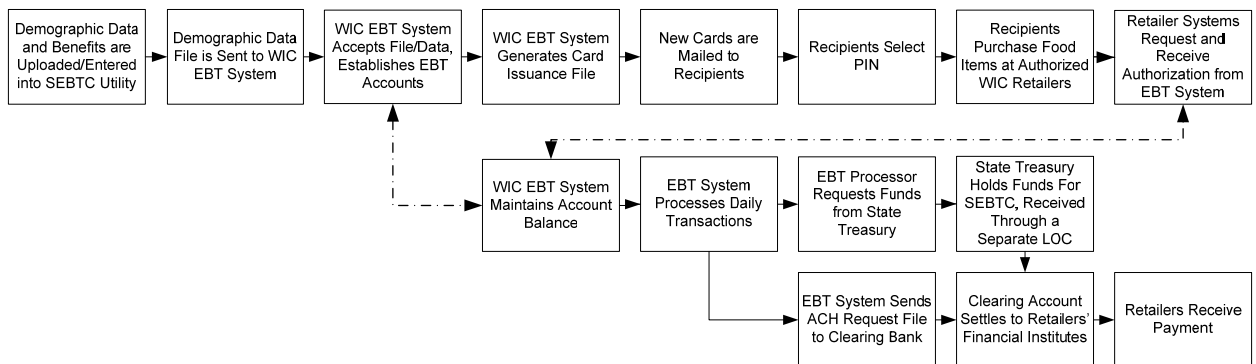 Demographic Data
and Benefits are
Uploaded/Entered
into SEBTC Utility
Demographic Data
File is Sent to WIC
EBT System
WIC EBT System
Accepts File/Data,
Establishes EBT
Accounts
WIC EBT System
Generates Card
Issuance File
New Cards are
Mailed to
Recipients
Recipients Select
PIN
Recipients
Purchase Food
Items at Authorized
WIC Retailers
Retailer Systems
Request and
Receive
Authorization from
EBT System
WIC EBT System
Maintains Account
Balance
EBT System
Processes Daily
Transactions
EBT Processor
Requests Funds
from State
Treasury
State Treasury
Holds Funds For
SEBTC, Received
Through a
Separate LOC
EBT System Sends
ACH Request File
to Clearing Bank
Clearing Account
Settles to Retailers'
Financial Institutes
Retailers Receive
Payment